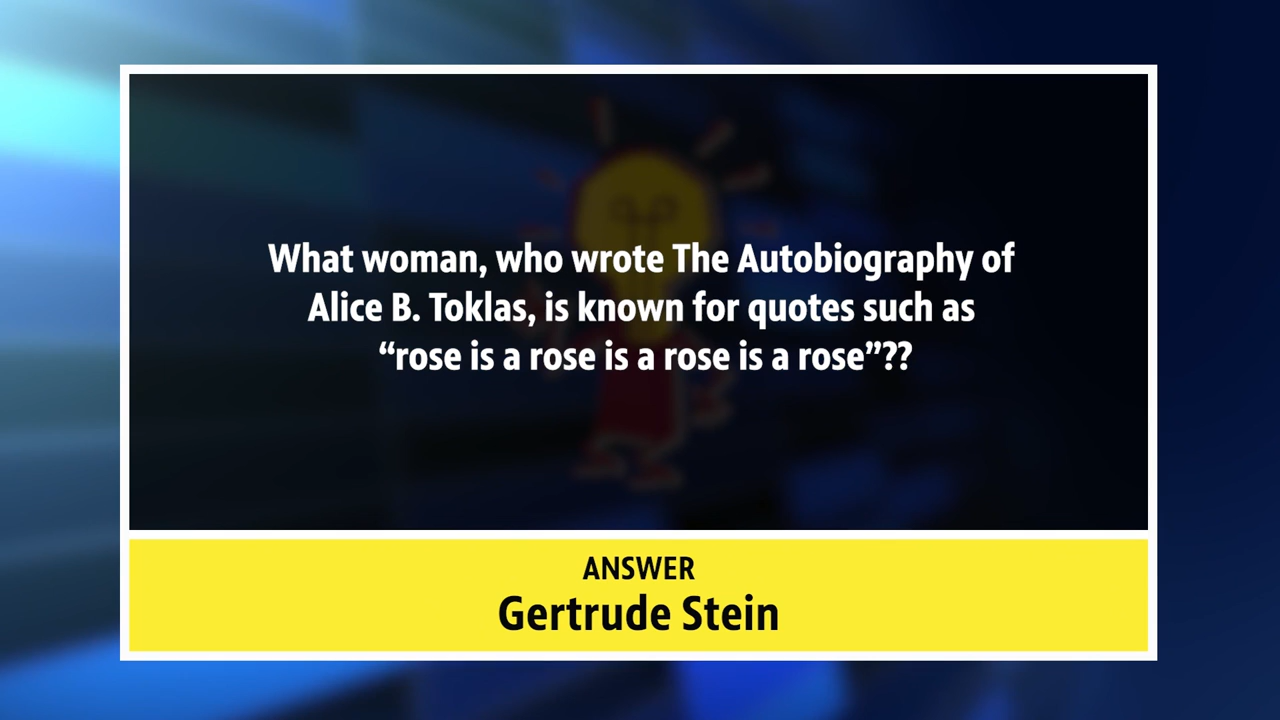 What woman, who wrote The Autobiography of
Alice B. Toklas, is known for quotes such as
“rose is a rose is a rose is a rose”??
ANSWER
Gertrude Stein